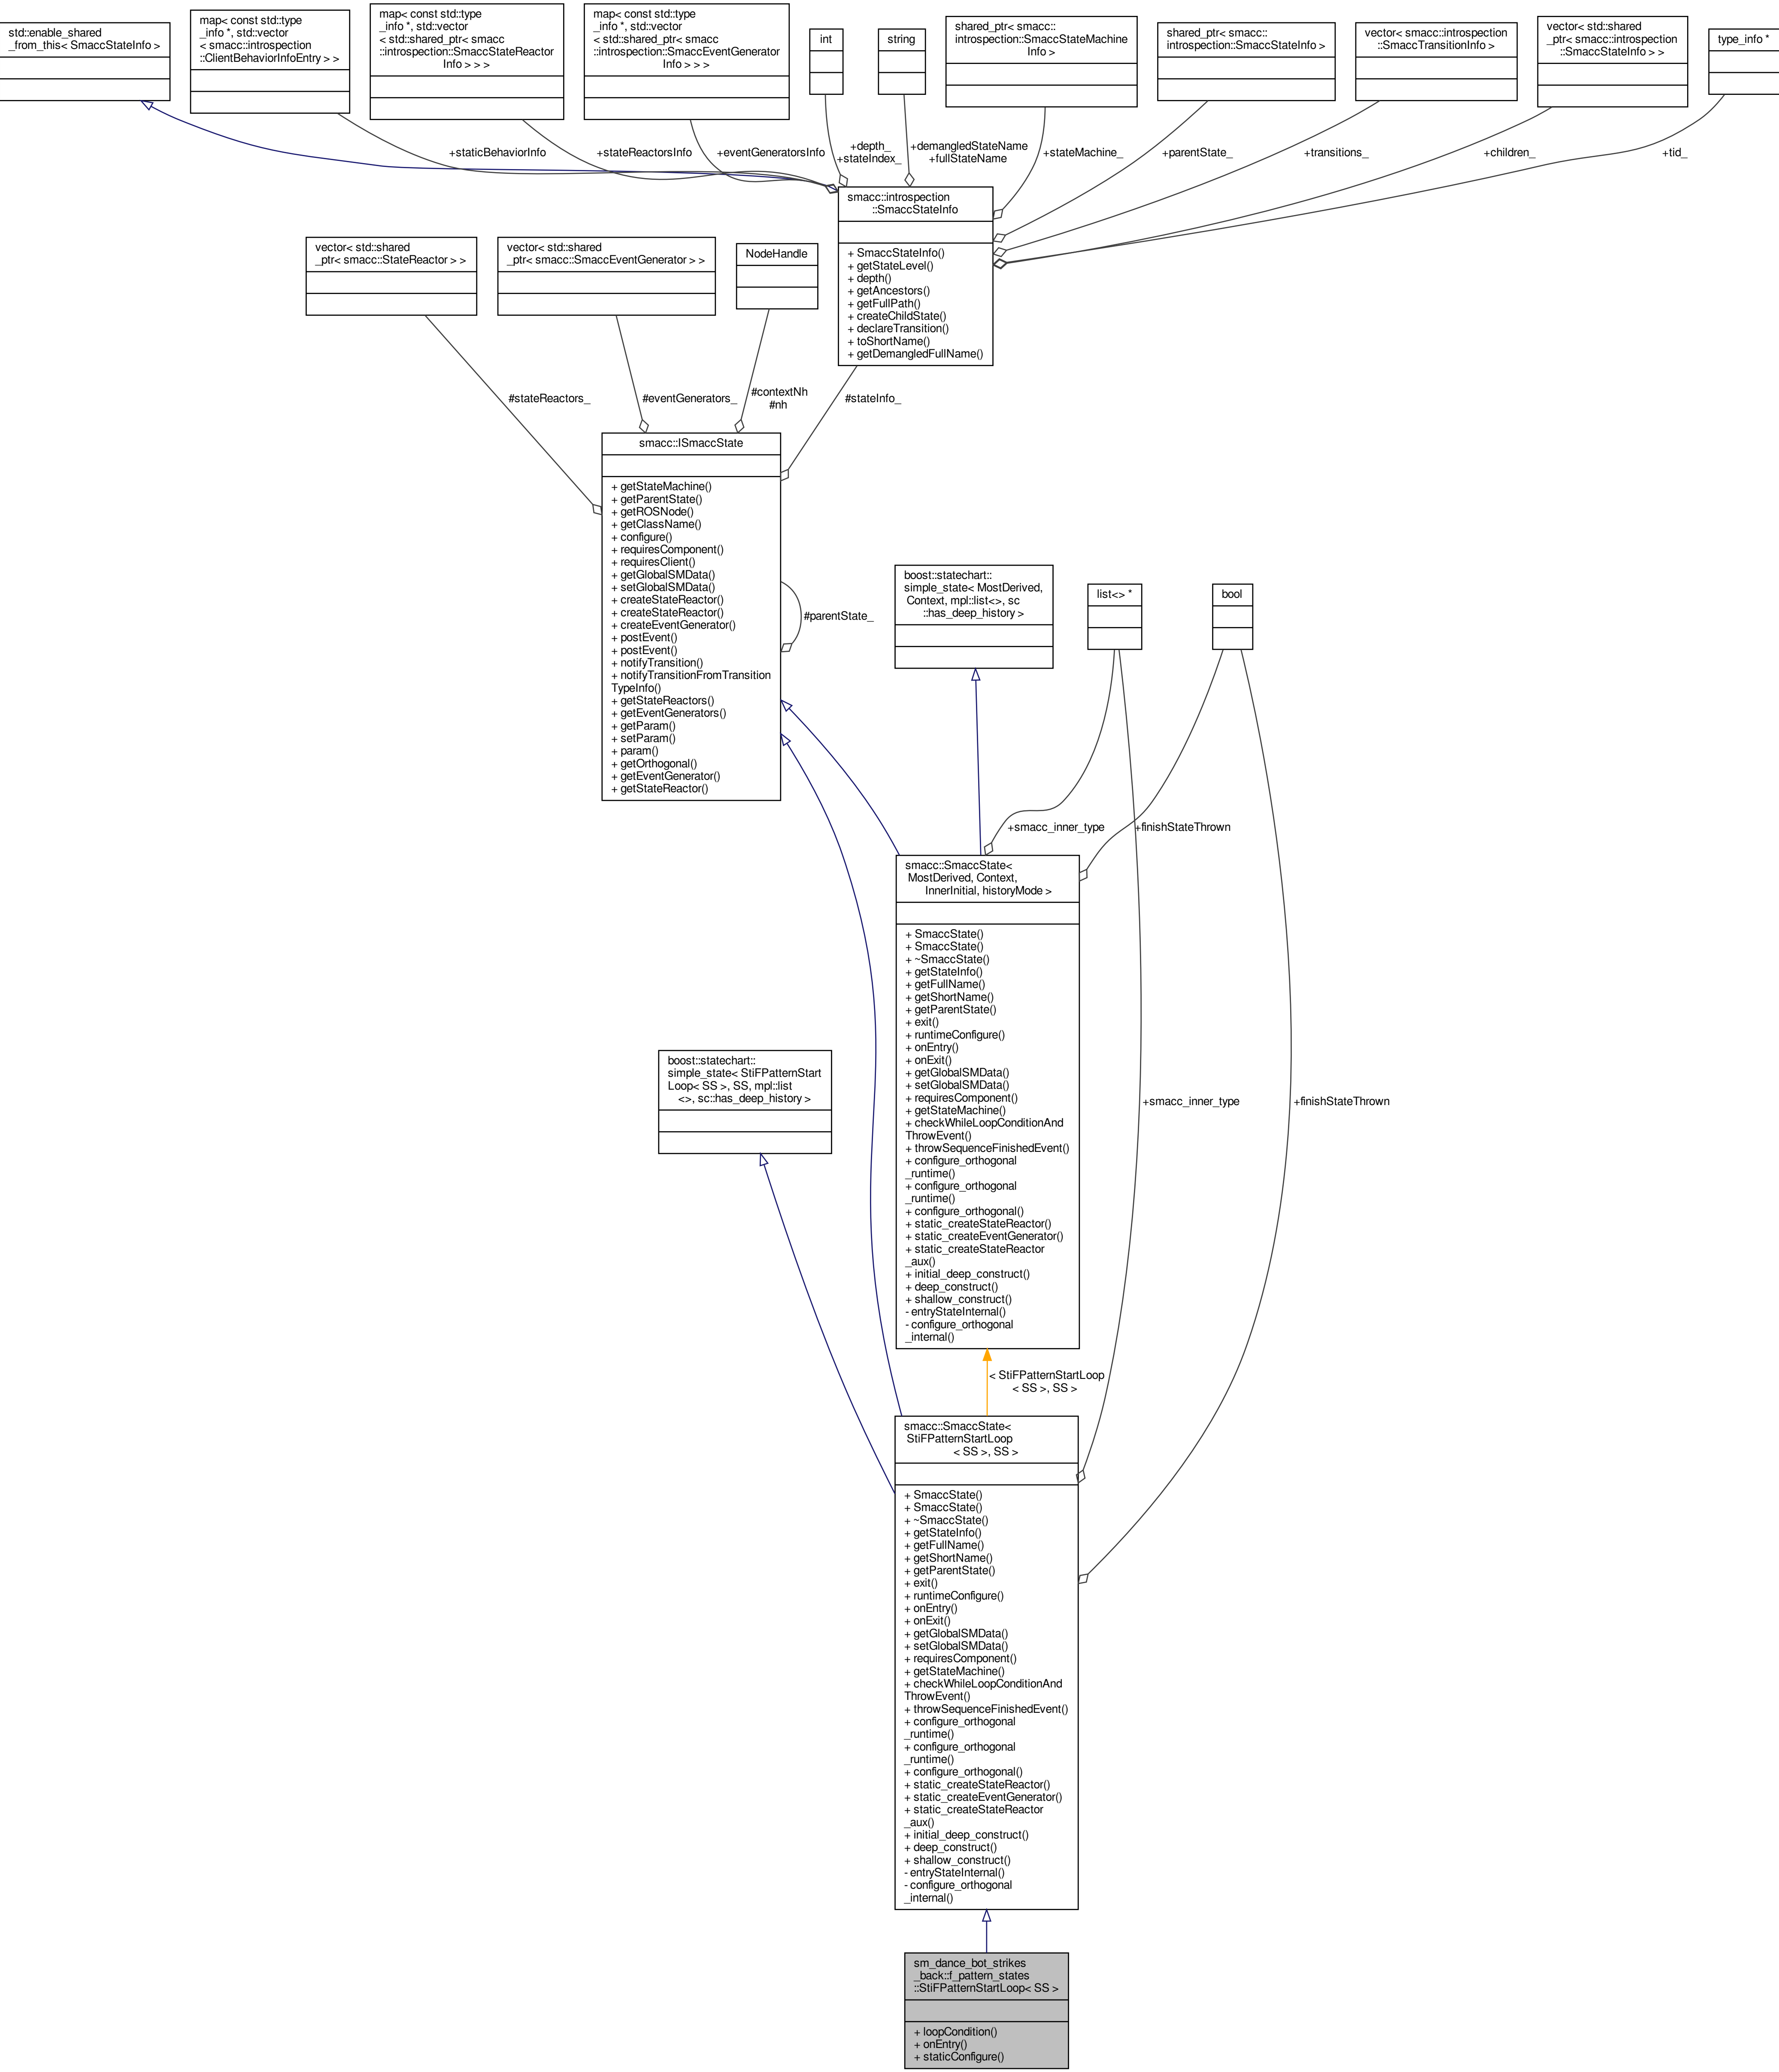 std::enable_shared
_from_this< SmaccStateInfo >
map< const std::type
_info *, std::vector
< smacc::introspection
::ClientBehaviorInfoEntry > >
map< const std::type
_info *, std::vector
< std::shared_ptr< smacc
::introspection::SmaccStateReactor
Info > > >
map< const std::type
_info *, std::vector
< std::shared_ptr< smacc
::introspection::SmaccEventGenerator
Info > > >
int
string
shared_ptr< smacc::
introspection::SmaccStateMachine
Info >
shared_ptr< smacc::
introspection::SmaccStateInfo >
vector< smacc::introspection
::SmaccTransitionInfo >
vector< std::shared
_ptr< smacc::introspection
::SmaccStateInfo > >
type_info *
+staticBehaviorInfo
+stateReactorsInfo
+eventGeneratorsInfo
+depth_
+stateIndex_
+demangledStateName
+fullStateName
+stateMachine_
+parentState_
+transitions_
+children_
+tid_
smacc::introspection
::SmaccStateInfo
+ SmaccStateInfo()
+ getStateLevel()
+ depth()
+ getAncestors()
+ getFullPath()
+ createChildState()
+ declareTransition()
+ toShortName()
+ getDemangledFullName()
vector< std::shared
_ptr< smacc::StateReactor > >
vector< std::shared
_ptr< smacc::SmaccEventGenerator > >
NodeHandle
#stateReactors_
#eventGenerators_
#contextNh
#nh
#stateInfo_
smacc::ISmaccState
+ getStateMachine()
+ getParentState()
+ getROSNode()
+ getClassName()
+ configure()
+ requiresComponent()
+ requiresClient()
+ getGlobalSMData()
+ setGlobalSMData()
+ createStateReactor()
+ createStateReactor()
+ createEventGenerator()
+ postEvent()
+ postEvent()
+ notifyTransition()
+ notifyTransitionFromTransition
TypeInfo()
+ getStateReactors()
+ getEventGenerators()
+ getParam()
+ setParam()
+ param()
+ getOrthogonal()
+ getEventGenerator()
+ getStateReactor()
#parentState_
boost::statechart::
simple_state< MostDerived,
Context, mpl::list<>, sc
::has_deep_history >
list<> *
bool
+smacc_inner_type
+finishStateThrown
smacc::SmaccState<
MostDerived, Context,
InnerInitial, historyMode >
+ SmaccState()
+ SmaccState()
+ ~SmaccState()
+ getStateInfo()
+ getFullName()
+ getShortName()
+ getParentState()
+ exit()
+ runtimeConfigure()
+ onEntry()
+ onExit()
+ getGlobalSMData()
+ setGlobalSMData()
+ requiresComponent()
+ getStateMachine()
+ checkWhileLoopConditionAnd
ThrowEvent()
+ throwSequenceFinishedEvent()
+ configure_orthogonal
_runtime()
+ configure_orthogonal
_runtime()
+ configure_orthogonal()
+ static_createStateReactor()
+ static_createEventGenerator()
+ static_createStateReactor
_aux()
+ initial_deep_construct()
+ deep_construct()
+ shallow_construct()
- entryStateInternal()
- configure_orthogonal
_internal()
boost::statechart::
simple_state< StiFPatternStart
Loop< SS >, SS, mpl::list
<>, sc::has_deep_history >
+smacc_inner_type
+finishStateThrown
< StiFPatternStartLoop
< SS >, SS >
smacc::SmaccState<
StiFPatternStartLoop
< SS >, SS >
+ SmaccState()
+ SmaccState()
+ ~SmaccState()
+ getStateInfo()
+ getFullName()
+ getShortName()
+ getParentState()
+ exit()
+ runtimeConfigure()
+ onEntry()
+ onExit()
+ getGlobalSMData()
+ setGlobalSMData()
+ requiresComponent()
+ getStateMachine()
+ checkWhileLoopConditionAnd
ThrowEvent()
+ throwSequenceFinishedEvent()
+ configure_orthogonal
_runtime()
+ configure_orthogonal
_runtime()
+ configure_orthogonal()
+ static_createStateReactor()
+ static_createEventGenerator()
+ static_createStateReactor
_aux()
+ initial_deep_construct()
+ deep_construct()
+ shallow_construct()
- entryStateInternal()
- configure_orthogonal
_internal()
sm_dance_bot_strikes
_back::f_pattern_states
::StiFPatternStartLoop< SS >
+ loopCondition()
+ onEntry()
+ staticConfigure()